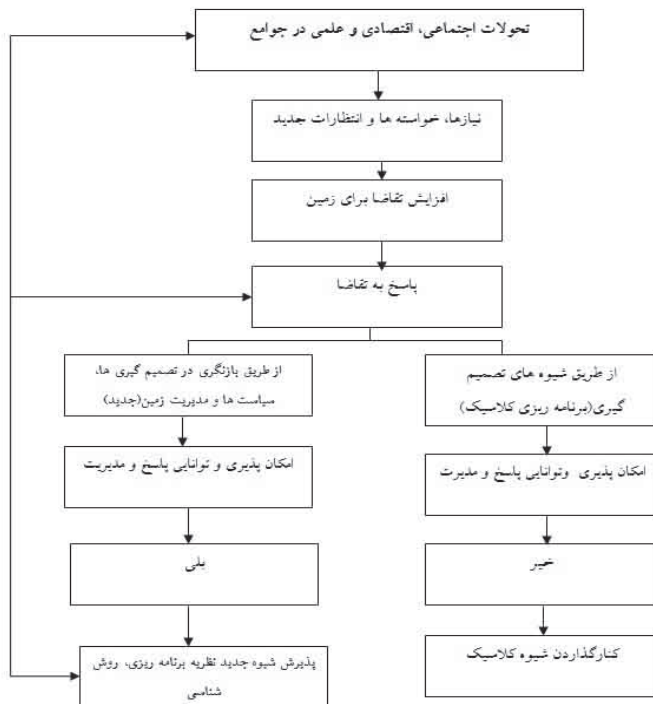 تحولات اجتماعی، اقتصادی و علمی در جوامع
نیازها، خواسته ها و انتظارات جدید
افزایش تقاضا برای زمین
پاسخ به تقاضا
از طریق شیوه های تصمیم
گیری(برنامه ریزی کلاسیک)
از طریق بازنگری در تصمیم گیری ها،
سیاست ها و مدیریت زمین(جدید)
امکان پذیری وتوانایی پاسخ و مدیرت
امکان پذیری و توانایی پاسخ و مدیریت
خیر
بلی
کنارگذاردن شیوه کلاسیک
پذیرش شیوه جدید نظریه برنامه ریزی، روش
شناسی